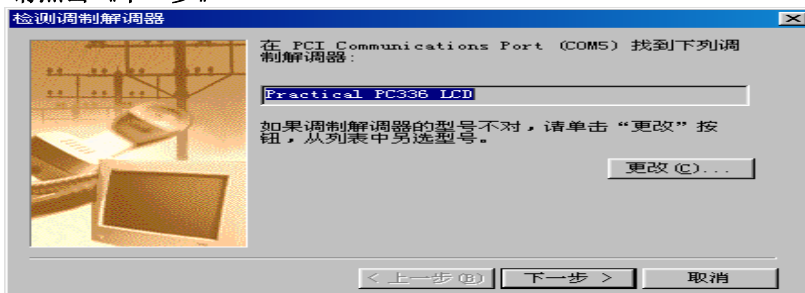 检测调制解调器
在 PCI Communications Port (COM5) 找到下列调
制解调器:
Practical PC336 LCD
如果调制解调器的型号不对，请单击“更改”按
钮，从列表中另选型号。
更改(C)...
< 上一步(B) 下一步 > 取消